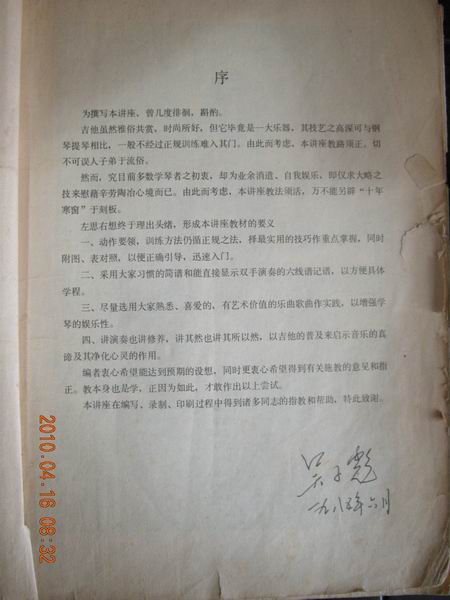 序
为撰写本讲座、曾几度徘徊，踌酌。
吉他虽然雅俗共赏，时尚所好，但它毕竟是一大乐器，其技艺之高深可与钢
琴提琴相比，一般不经过正规训练难入其门。由此而考虑，本讲座教路须正，切
不可误人子弟于流俗。
然而，究目前多数学琴者之初衷，却为业余消遣、自我娱乐，即仅求大略之
技来慰藉辛劳陶冶心境而已。由此而考虑，本讲座教法须活，万不能另辟“十年
寒窗”于刻板。
左思右想终于理出头绪，形成本讲座教材的要义
一、动作要领，训练方法仍循正规之法，择最实用的技巧作重点掌握，同时
附图、表对照，以便正确引导，迅速入门。
二、采用大家习惯的简谱和能直接显示双手演奏的六线谱记谱，以方便具体
学程。
三、尽量选用大家熟悉、喜爱的、有艺术价值的乐曲歌曲作实践，以增强学
琴的娱乐性。
四、讲演奏也讲修养，讲其然也讲其所以然，以吉他的普及来启示音乐的真
谛及其净化心灵的作用。
编者衷心希望能达到预期的设想，同时更衷心希望得到有关施教的意见和指
正。教本身也是学，正因为如此，才敢作出以上尝试。
本讲座在编写、录制、印刷过程中得到诸多同志的指教和帮助，特此致谢。
吴子彪
一九八五年六月
2010.04.16 08:32